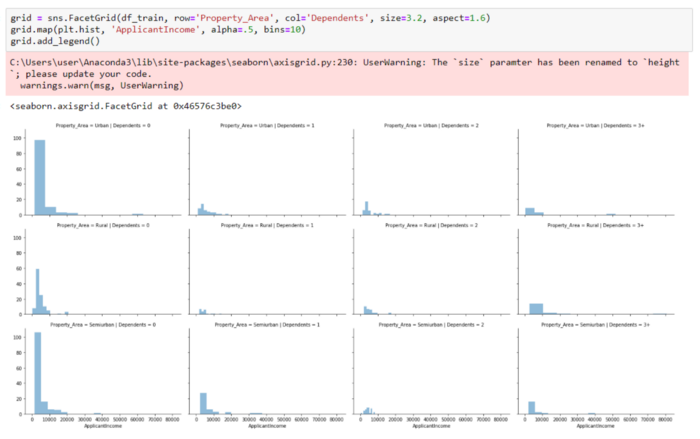 grid = sns.FacetGrid(df_train, row='Property_Area', col='Dependents', size=3.2, aspect=1.6)
grid.map(plt.hist, 'ApplicantIncome', alpha=.5, bins=10)
grid.add_legend()
C:\Users\user\Anaconda3\lib\site-packages\seaborn\axisgrid.py:230: UserWarning: The `size` paramter has been renamed to `height
`; please update your code.
  warnings.warn(msg, UserWarning)
<seaborn.axisgrid.FacetGrid at 0x46576c3be0>
Property_Area = Urban | Dependents = 0 Property_Area = Urban | Dependents = 1 Property_Area = Urban | Dependents = 2 Property_Area = Urban | Dependents = 3+
100
80
60
40
20
0
Property_Area = Rural | Dependents = 0 Property_Area = Rural | Dependents = 1 Property_Area = Rural | Dependents = 2 Property_Area = Rural | Dependents = 3+
100
80
60
40
20
0
Property_Area = Semiurban | Dependents = 0 Property_Area = Semiurban | Dependents = 1 Property_Area = Semiurban | Dependents = 2 Property_Area = Semiurban | Dependents = 3+
100
80
60
40
20
0
0 10000 20000 30000 40000 50000 60000 70000 80000 0 10000 20000 30000 40000 50000 60000 70000 80000 0 10000 20000 30000 40000 50000 60000 70000 80000 0 10000 20000 30000 40000 50000 60000 70000 80000
ApplicantIncome ApplicantIncome ApplicantIncome ApplicantIncome